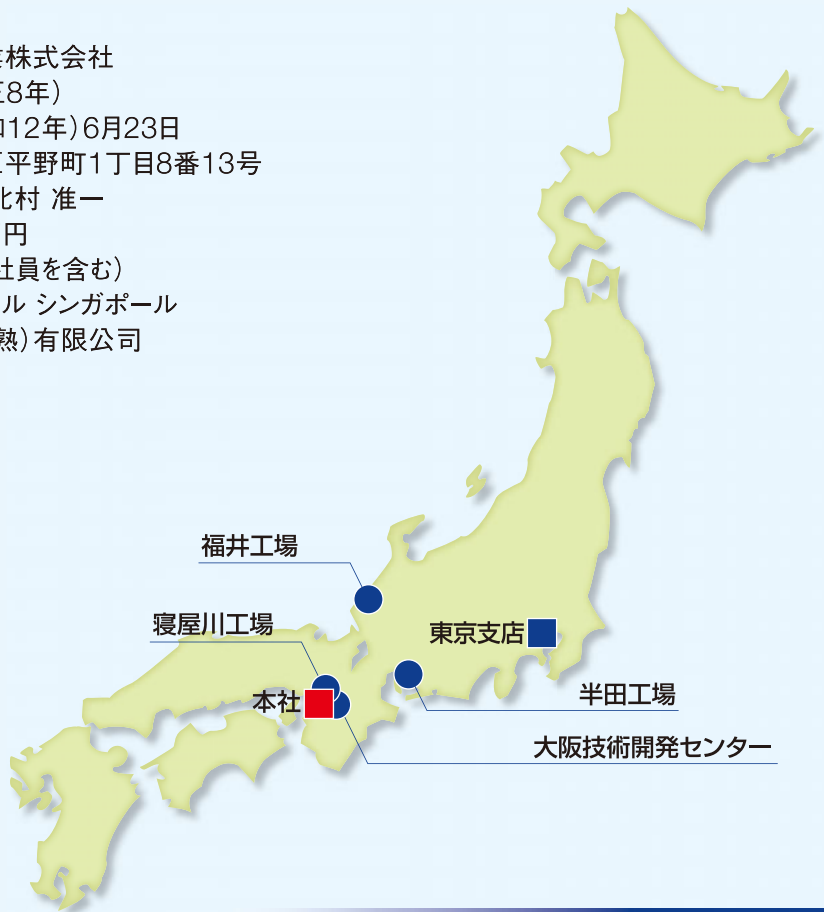 株式会社
8年）
12年）6月23日
平野町1丁目8番13号
北村 准一
円
社員を含む）
ル シンガポール
熟）有限公司
福井工場
寝屋川工場
東京支店
本社
半田工場
大阪技術開発センター